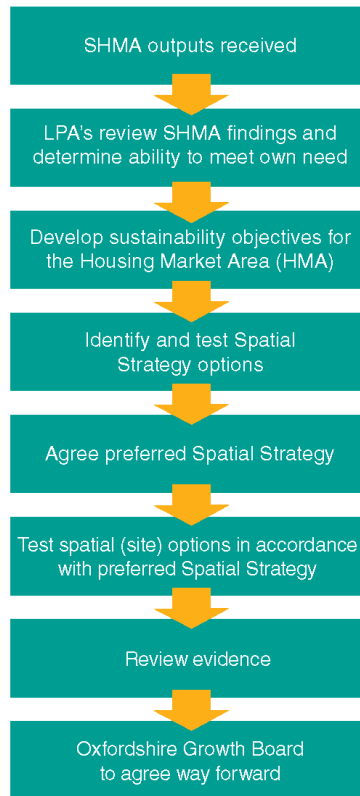 SHMA outputs received
LPA's review SHMA findings and
determine ability to meet own need
Develop sustainability objectives for
the Housing Market Area (HMA)
Identify and test Spatial
Strategy options
Agree preferred Spatial Strategy
Test spatial (site) options in accordance
with preferred Spatial Strategy
Review evidence
Oxfordshire Growth Board
to agree way forward